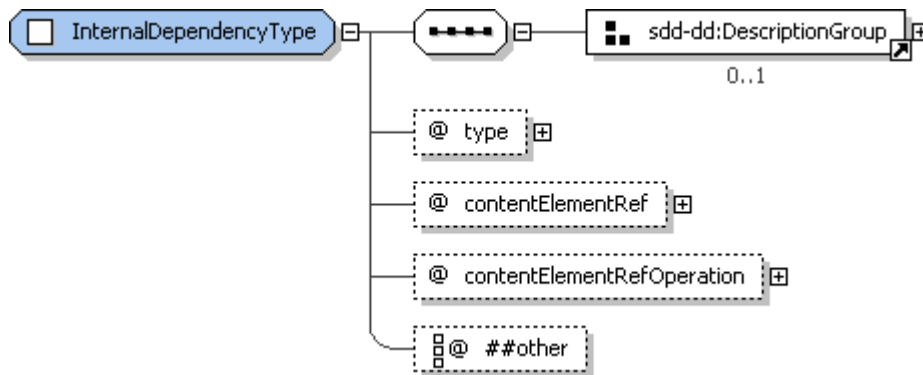 InternalDependencyType
sdd-dd:DescriptionGroup
0..1
@ type
@ contentElementRef
@ contentElementRefOperation
@ ##other